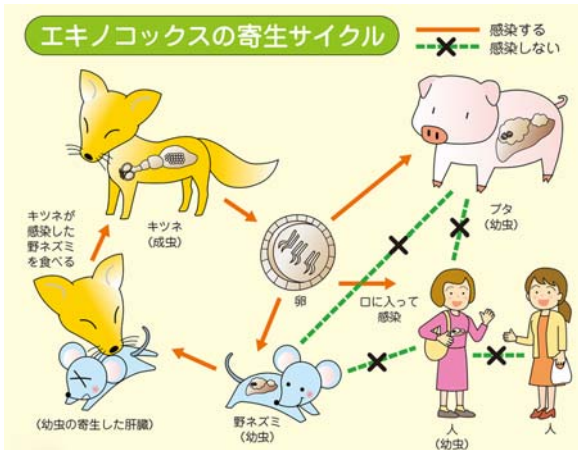 エキノコックスの寄生サイクル
感染する
感染しない
キツネ
(成虫)
ブタ
(幼虫)
キツネが
感染した
野ネズミ
を食べる
卵
口に入って
感染
(幼虫の寄生した肝臓)
野ネズミ
(幼虫)
人
(幼虫)
人